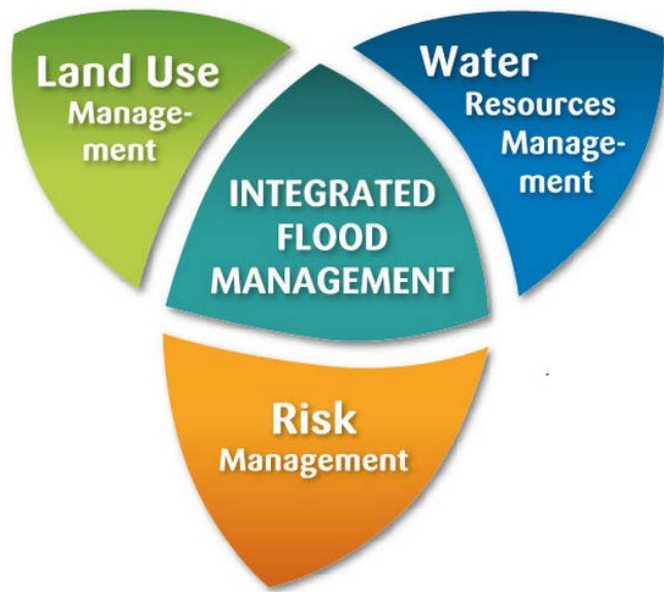 Land Use
Manage-
ment
Water
Resources
Manage-
ment
INTEGRATED
FLOOD
MANAGEMENT
Risk
Management